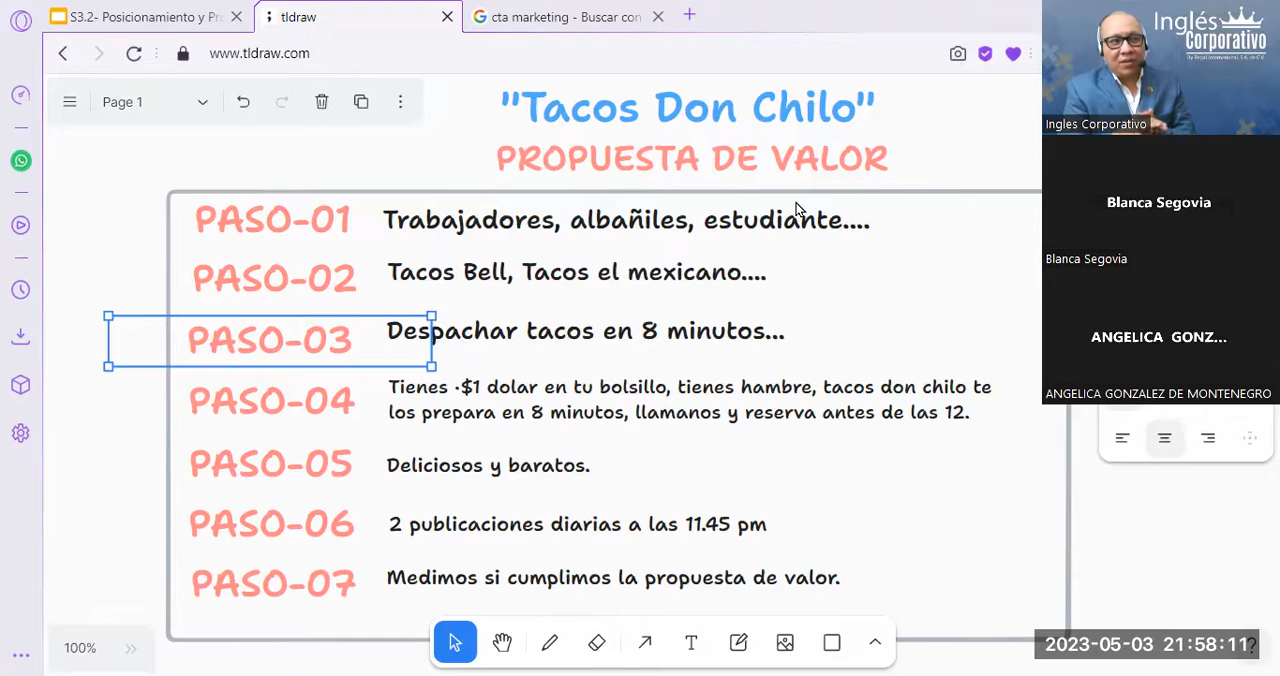 S3.2- Posicionamiento y Pr
tldraw
cta marketing - Buscar con
www.tldraw.com
Page 1
"Tacos Don Chilo"
PROPUESTA DE VALOR
PASO-01 Trabajadores, albañiles, estudiante....
PASO-02 Tacos Bell, Tacos el mexicano....
PASO-03 Despachar tacos en 8 minutos...
PASO-04 Tienes -$1 dolar en tu bolsillo, tienes hambre, tacos don chilo te
los prepara en 8 minutos, llamanos y reserva antes de las 12.
PASO-05 Deliciosos y baratos.
PASO-06 2 publicaciones diarias a las 11.45 pm
PASO-07 Medimos si cumplimos la propuesta de valor.
100%
Inglés
Corporativo
Ingles Corporativo
Blanca Segovia
Blanca Segovia
ANGELICA GONZ...
ANGELICA GONZALEZ DE MONTENEGRO
2023-05-03 21:58:11